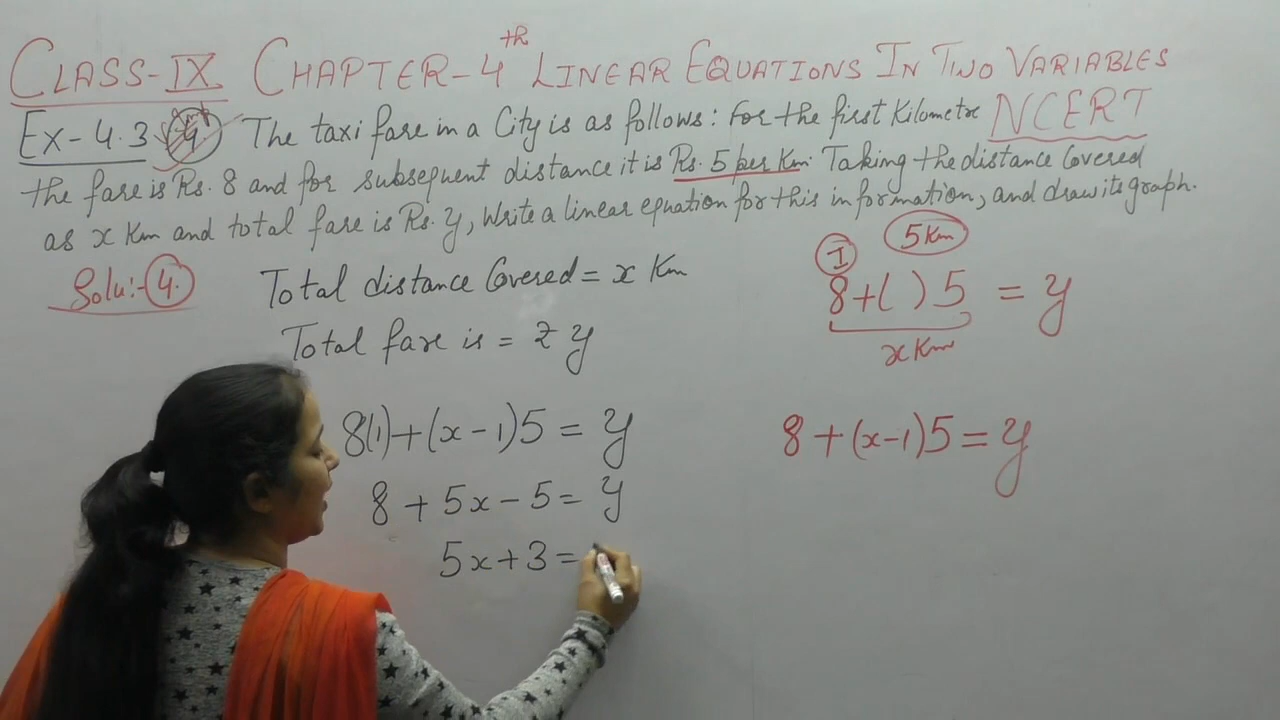 CLASS-IX CHAPTER-4th LINEAR EQUATIONS IN TWO VARIABLES
Ex-4.3 The taxi fare in a City is as follows: For the first Kilometre NCERT
the fare is Rs. 8 and for subsequent distance it is Rs. 5 per Km. Taking the distance Covered
as x Km and total fare is Rs. y, Write a linear equation for this information, and draw its graph.
Solu:- 4. Total distance Covered = x Km
Total fare is = ₹ y
8(1)+(x-1)5 = y
8 + 5x - 5 = y
5x + 3 =
I 5Km
8+( ) 5 = y
x Km
8 + (x-1)5 = y